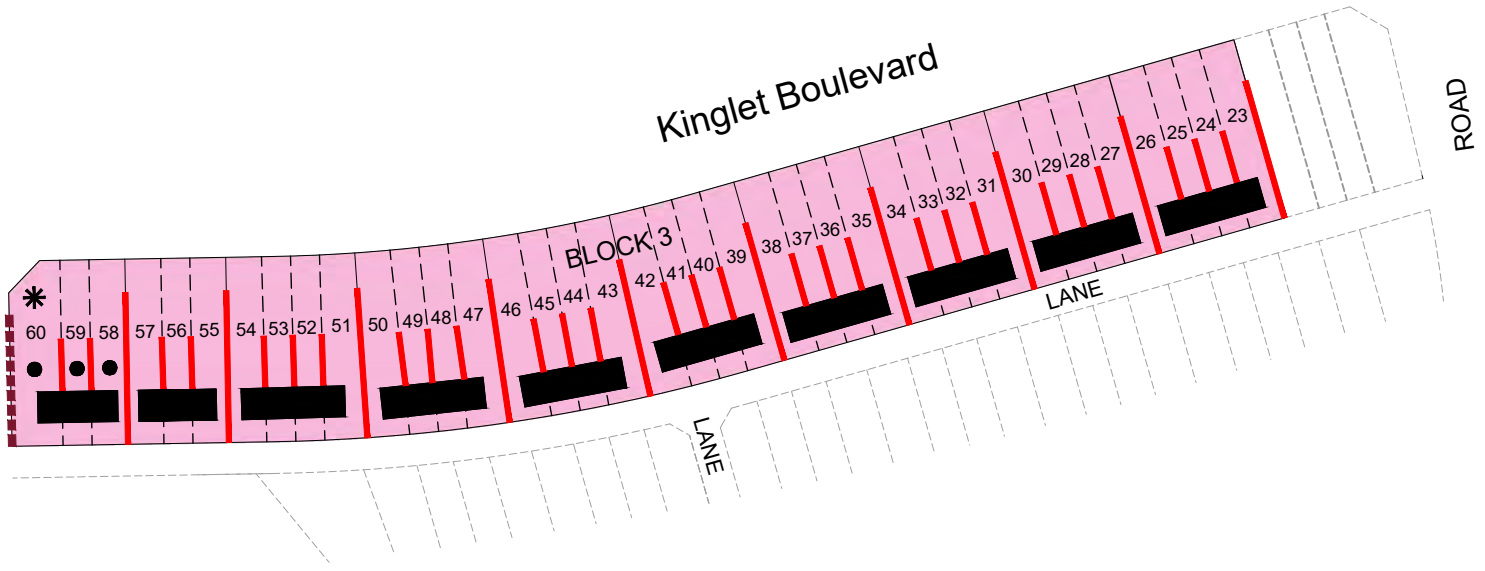 Kinglet Boulevard
ROAD
BLOCK 3
60 59 58 57 56 55 54 53 52 51 50 49 48 47 46 45 44 43 42 41 40 39 38 37 36 35 34 33 32 31 30 29 28 27 26 25 24 23
LANE
LANE